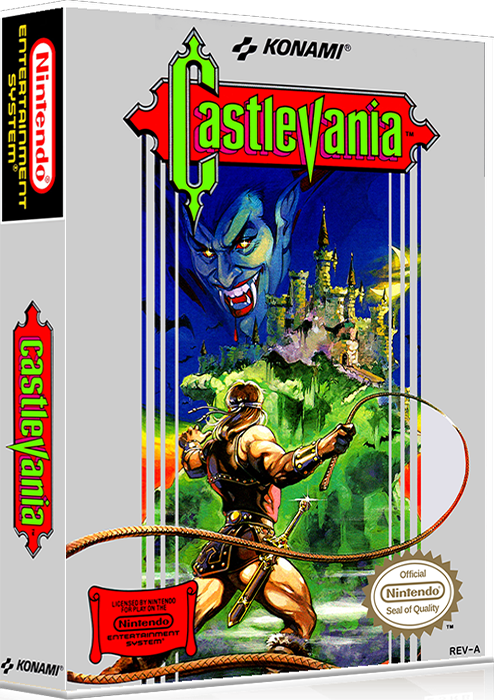 KONAMI®
Castlevania™
Nintendo®
ENTERTAINMENT
SYSTEM®
Castlevania
KONAMI®
LICENSED BY NINTENDO
FOR PLAY ON THE
Nintendo
ENTERTAINMENT
SYSTEM®
Official
Nintendo®
Seal of Quality
™
REV-A